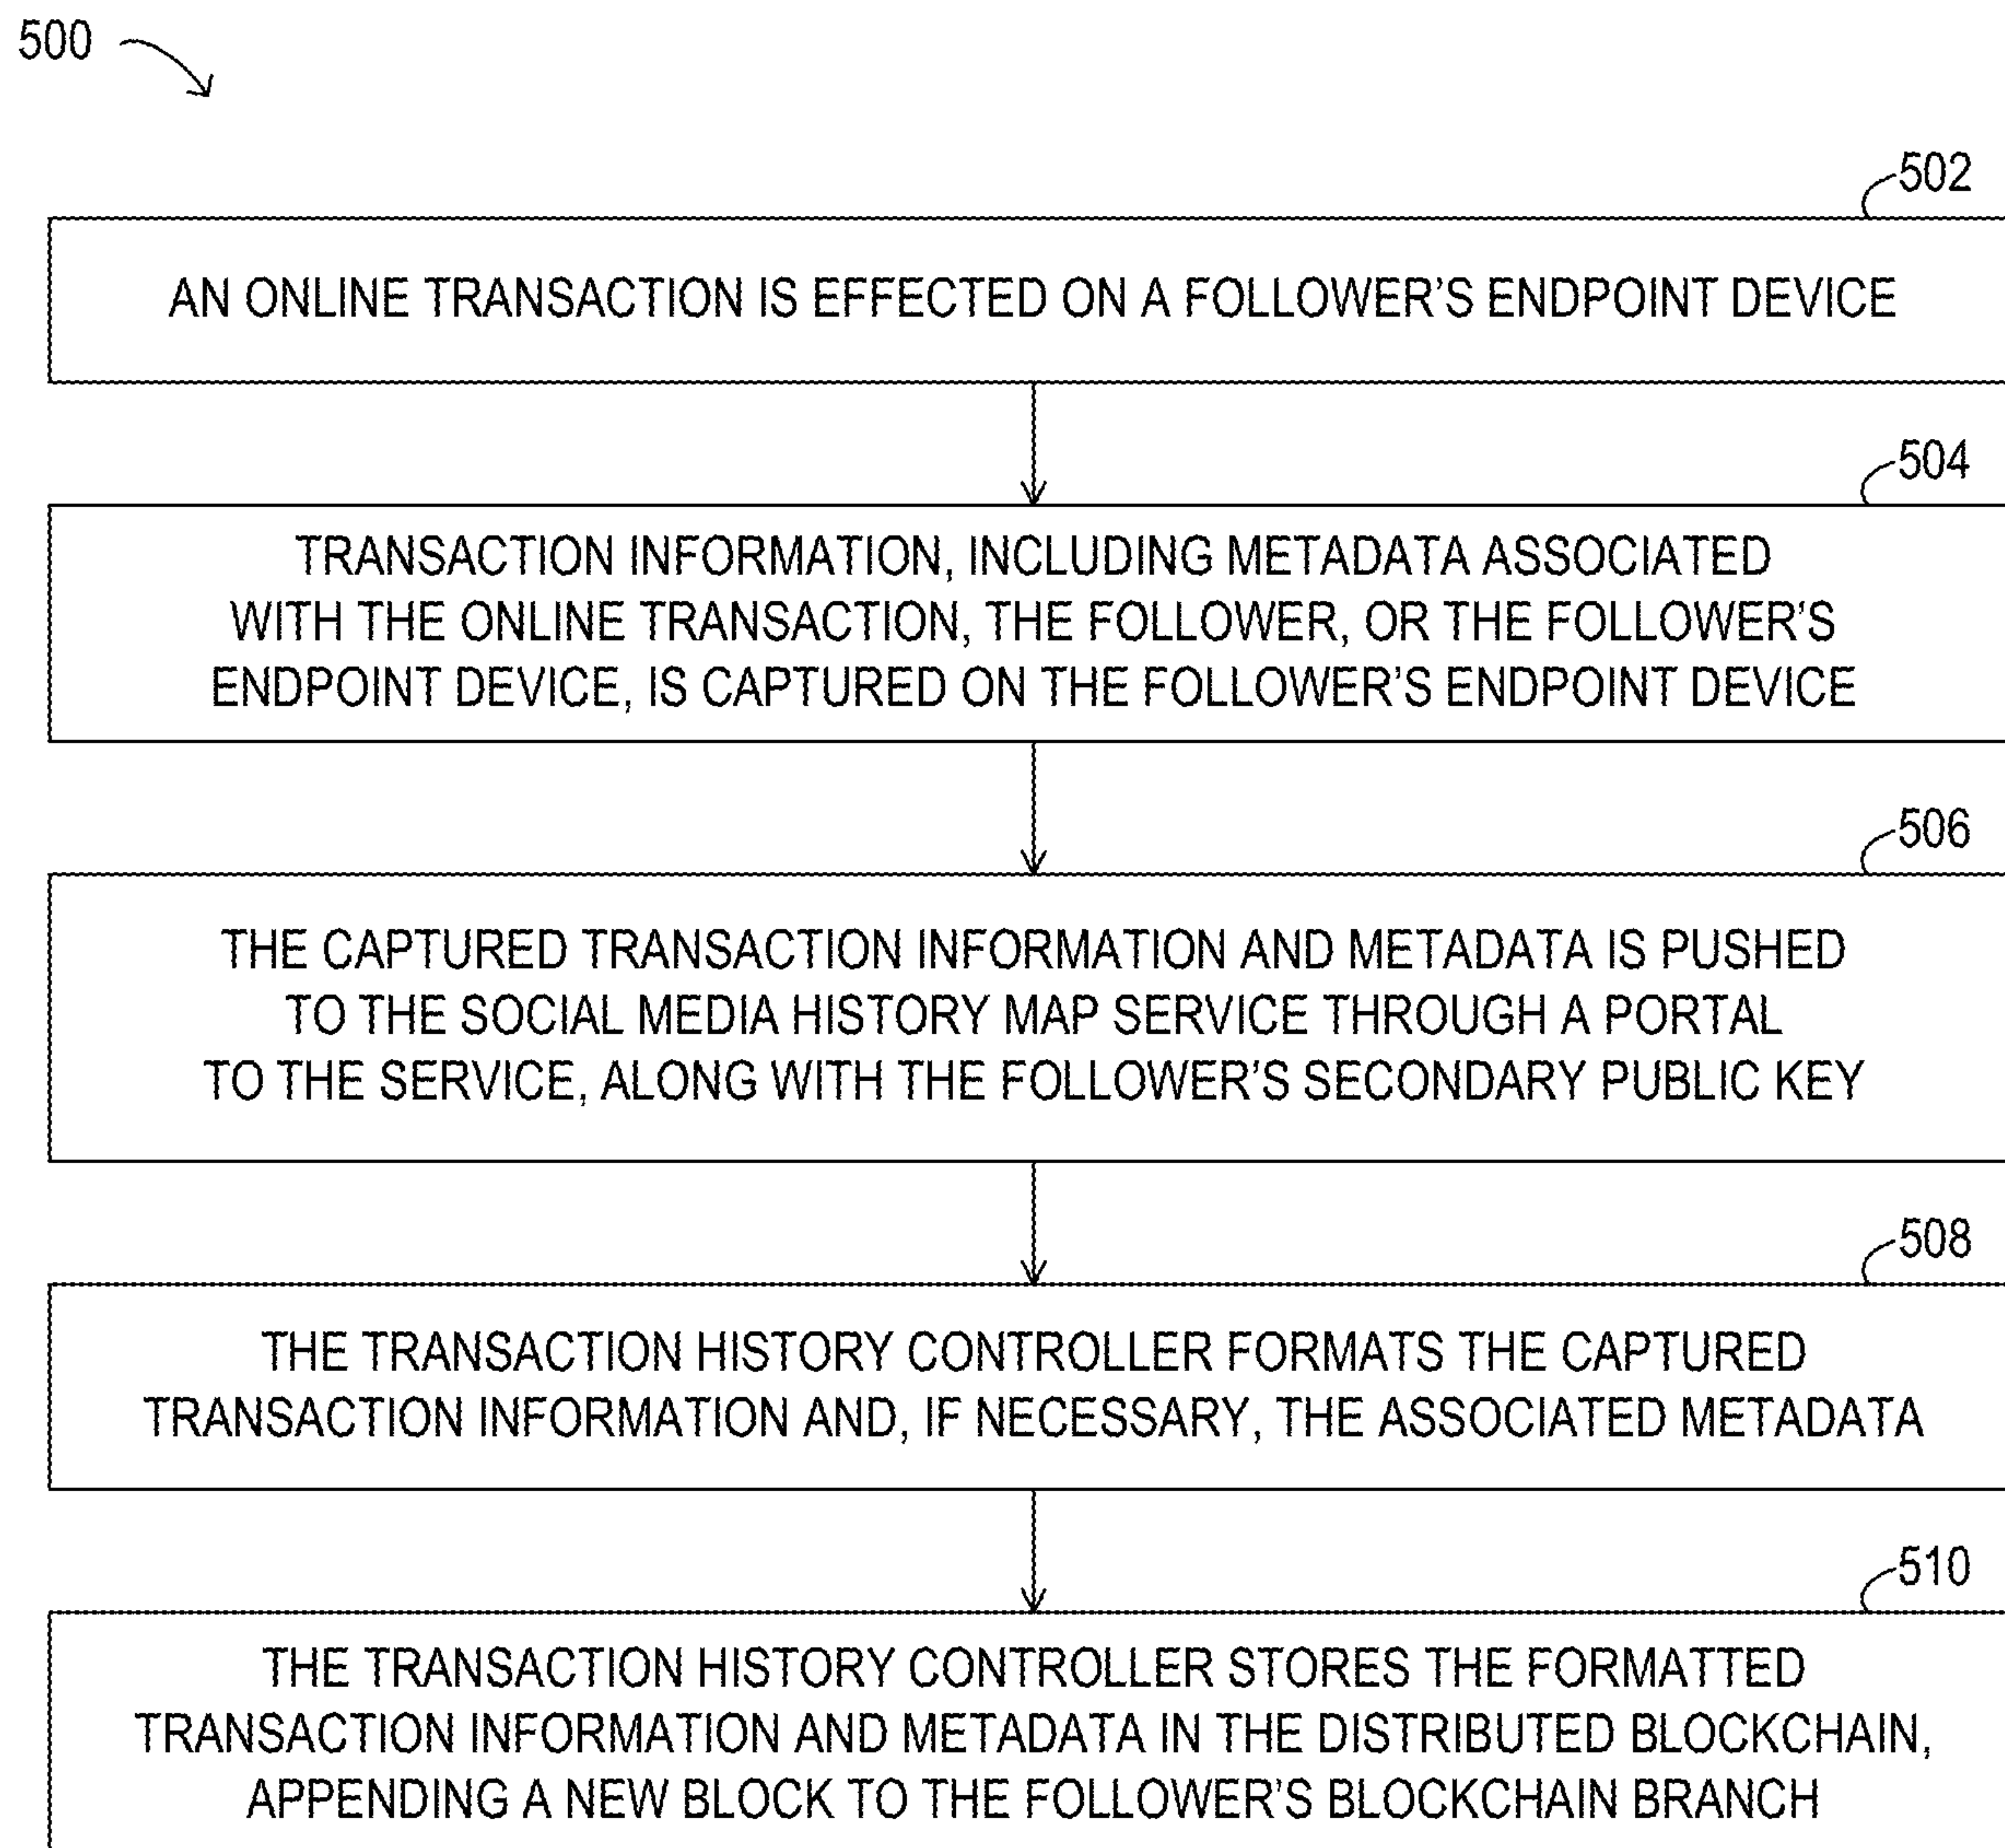 500
502
AN ONLINE TRANSACTION IS EFFECTED ON A FOLLOWER'S ENDPOINT DEVICE
504
TRANSACTION INFORMATION, INCLUDING METADATA ASSOCIATED
WITH THE ONLINE TRANSACTION, THE FOLLOWER, OR THE FOLLOWER'S
ENDPOINT DEVICE, IS CAPTURED ON THE FOLLOWER'S ENDPOINT DEVICE
506
THE CAPTURED TRANSACTION INFORMATION AND METADATA IS PUSHED
TO THE SOCIAL MEDIA HISTORY MAP SERVICE THROUGH A PORTAL
TO THE SERVICE, ALONG WITH THE FOLLOWER'S SECONDARY PUBLIC KEY
508
THE TRANSACTION HISTORY CONTROLLER FORMATS THE CAPTURED
TRANSACTION INFORMATION AND, IF NECESSARY, THE ASSOCIATED METADATA
510
THE TRANSACTION HISTORY CONTROLLER STORES THE FORMATTED
TRANSACTION INFORMATION AND METADATA IN THE DISTRIBUTED BLOCKCHAIN,
APPENDING A NEW BLOCK TO THE FOLLOWER'S BLOCKCHAIN BRANCH